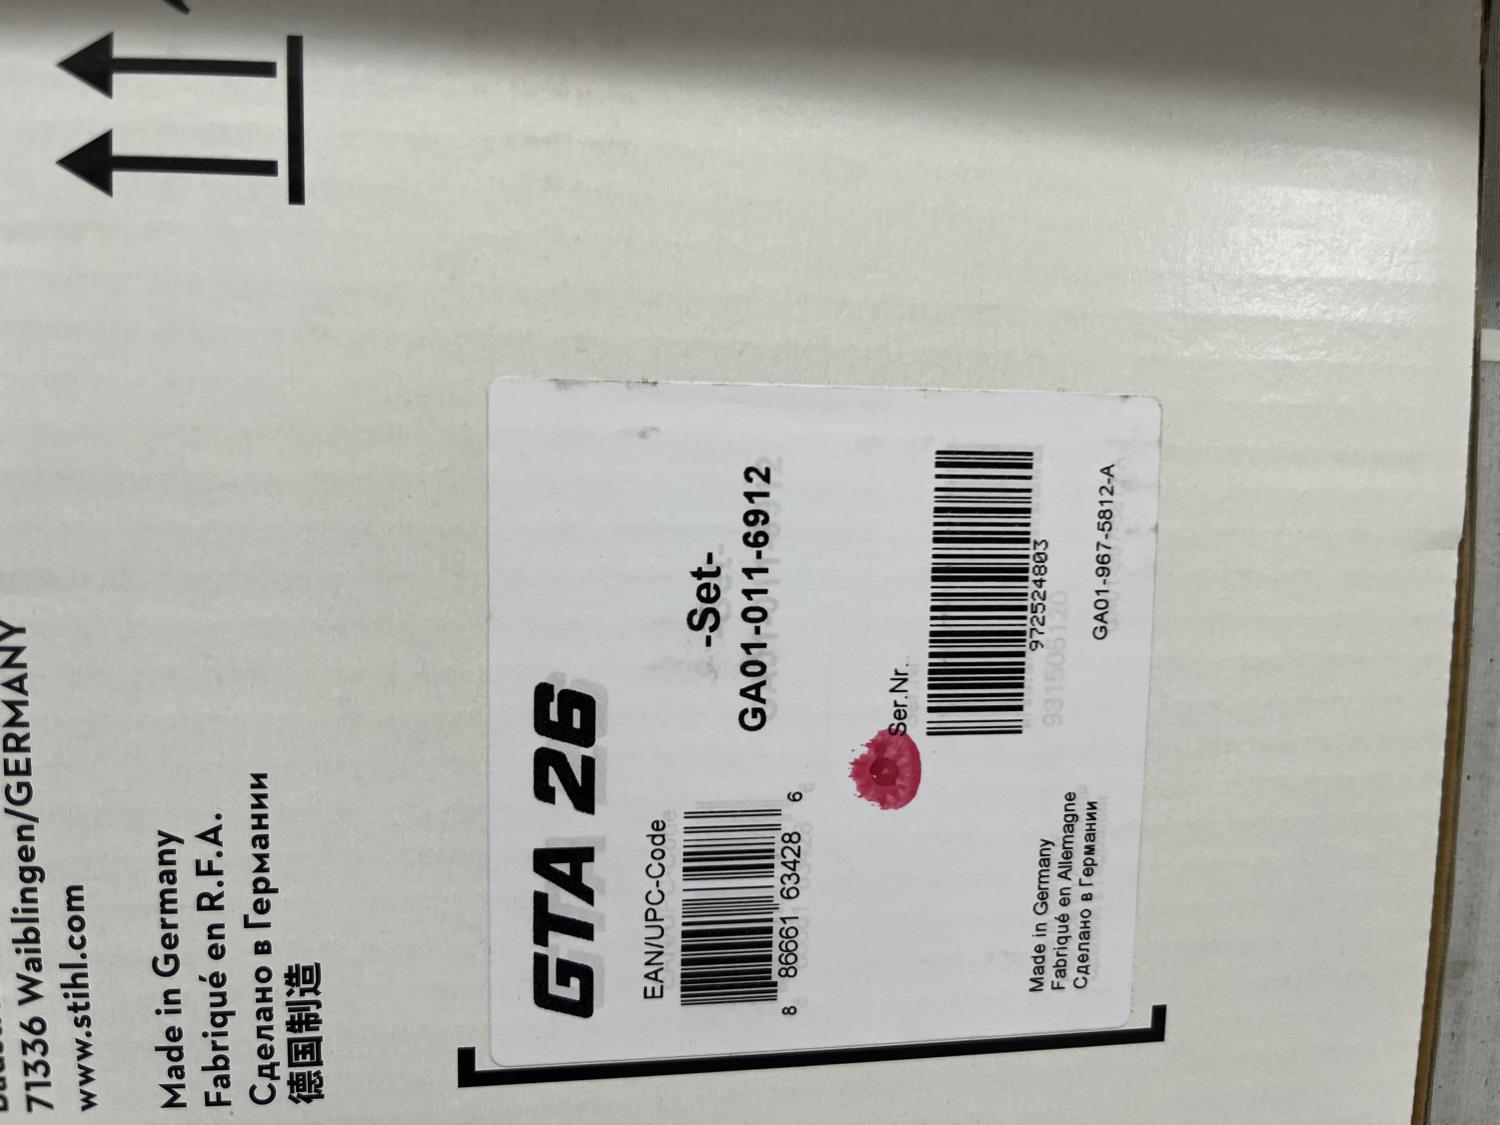 71336 Waiblingen/GERMANY
www.stihl.com
Made in Germany
Fabriqué en R.F.A.
Сделано в Германии
德国制造
GTA 26
-Set-
GA01-011-6912
EAN/UPC-Code
8 86661 63428 6
Ser.Nr.
972524803
931505120
Made in Germany
Fabriqué en Allemagne
Сделано в Германии
GA01-967-5812-A